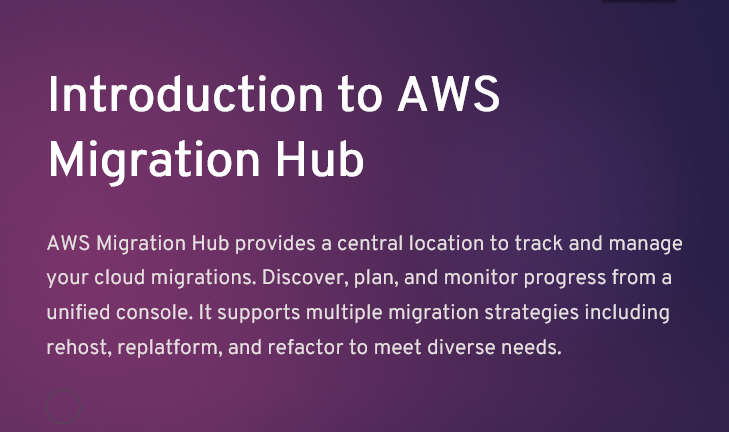 Introduction to AWS
Migration Hub
AWS Migration Hub provides a central location to track and manage
your cloud migrations. Discover, plan, and monitor progress from a
unified console. It supports multiple migration strategies including
rehost, replatform, and refactor to meet diverse needs.